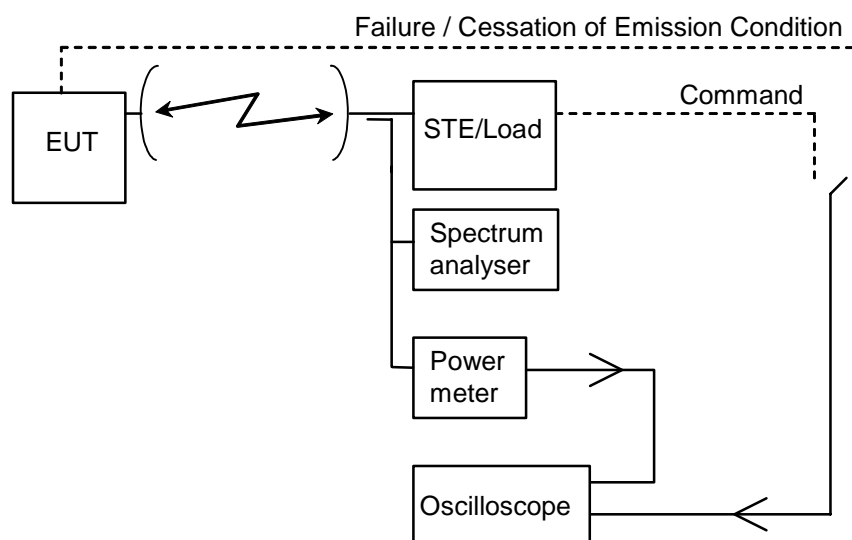 Failure / Cessation of Emission Condition
Command
EUT
STE/Load
Spectrum
analyser
Power
meter
Oscilloscope